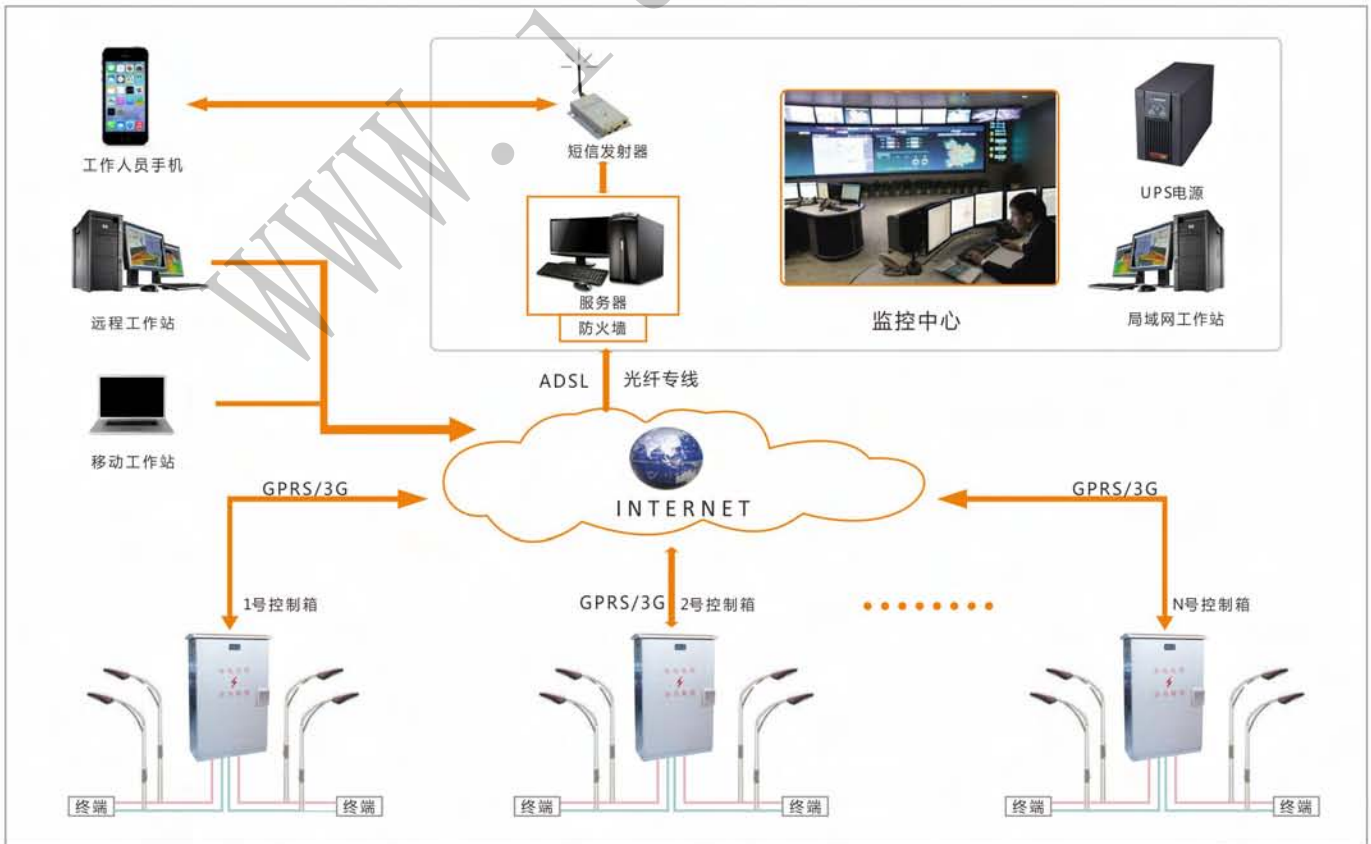 WWW.
工作人员手机
短信发射器
UPS电源
服务器
防火墙
远程工作站
监控中心
局域网工作站
ADSL
光纤专线
移动工作站
INTERNET
GPRS/3G
GPRS/3G
1号控制箱
GPRS/3G
2号控制箱
N号控制箱
终端
终端
终端
终端
终端
终端